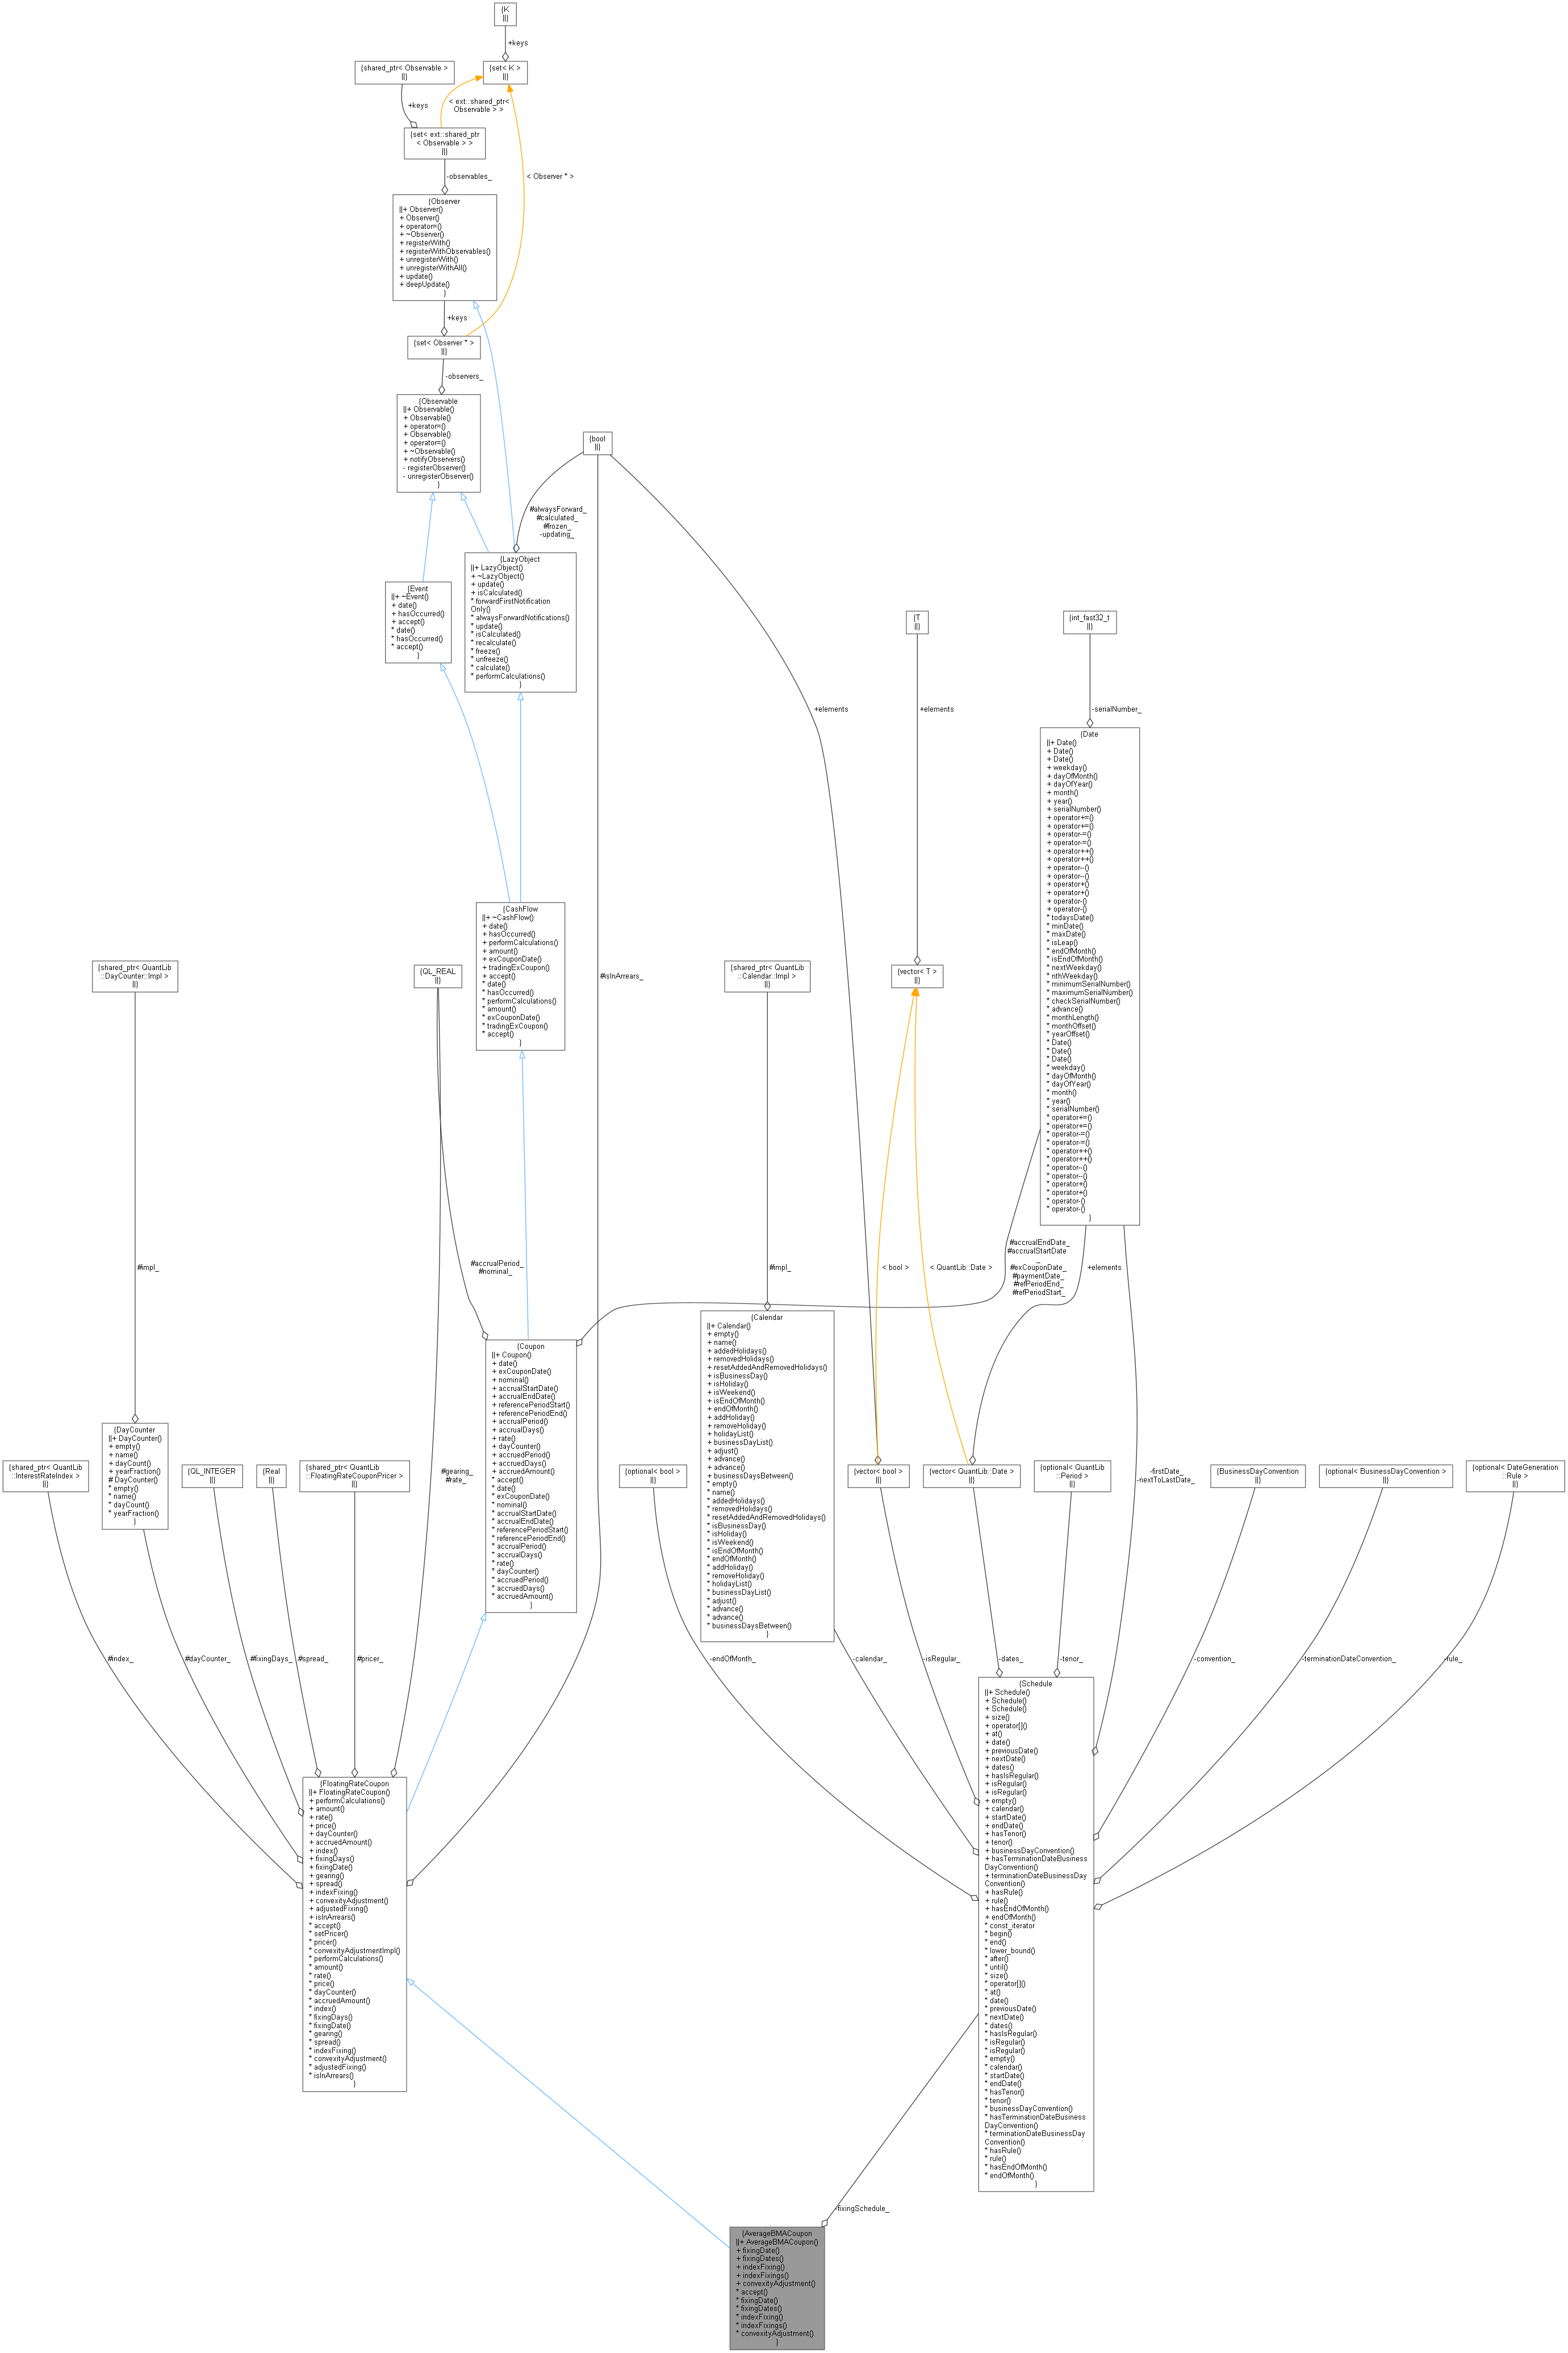 {K
||}
+keys
{shared_ptr< Observable >
||}
{set< K >
||}
+keys
< ext::shared_ptr<
Observable > >
{set< ext::shared_ptr
< Observable > >
||}
-observables_
< Observer * >
{Observer
||+ Observer()
+ Observer()
+ operator=()
+ ~Observer()
+ registerWith()
+ registerWithObservables()
+ unregisterWith()
+ unregisterWithAll()
+ update()
+ deepUpdate()
}
+keys
{set< Observer * >
||}
-observers_
{Observable
||+ Observable()
+ Observable()
+ operator=()
+ Observable()
+ operator=()
+ ~Observable()
+ notifyObservers()
- registerObserver()
- unregisterObserver()
}
{bool
||}
#alwaysForward_
#calculated_
#frozen_
-updating_
{LazyObject
||+ LazyObject()
+ ~LazyObject()
+ update()
+ isCalculated()
* forwardFirstNotification
Only()
* alwaysForwardNotifications()
* update()
* isCalculated()
* recalculate()
* freeze()
* unfreeze()
* calculate()
* performCalculations()
}
{Event
||+ ~Event()
+ date()
+ hasOccurred()
+ accept()
* date()
* hasOccurred()
* accept()
}
{T
||}
{int_fast32_t
||}
+elements
+elements
-serialNumber_
{Date
||+ Date()
+ Date()
+ Date()
+ weekday()
+ dayOfMonth()
+ dayOfYear()
+ month()
+ year()
+ serialNumber()
+ operator+=()
+ operator+=()
+ operator-=()
+ operator-=()
+ operator++()
+ operator++()
+ operator--()
+ operator--()
+ operator+()
+ operator+()
+ operator-()
+ operator-()
* todaysDate()
* minDate()
* maxDate()
* isLeap()
* endOfMonth()
* isEndOfMonth()
* nextWeekday()
* nthWeekday()
* minimumSerialNumber()
* maximumSerialNumber()
* checkSerialNumber()
* advance()
* monthLength()
* monthOffset()
* yearOffset()
* Date()
* Date()
* Date()
* weekday()
* dayOfMonth()
* dayOfYear()
* month()
* year()
* serialNumber()
* operator+=()
* operator+=()
* operator-=()
* operator-=()
* operator++()
* operator++()
* operator--()
* operator--()
* operator+()
* operator+()
* operator-()
* operator-()
}
{CashFlow
||+ ~CashFlow()
+ date()
+ hasOccurred()
+ performCalculations()
+ amount()
+ exCouponDate()
+ tradingExCoupon()
+ accept()
* date()
* hasOccurred()
* performCalculations()
* amount()
* exCouponDate()
* tradingExCoupon()
* accept()
}
{shared_ptr< QuantLib
::DayCounter::Impl >
||}
{QL_REAL
||}
#isInArrears_
{shared_ptr< QuantLib
::Calendar::Impl >
||}
{vector< T >
||}
#impl_
#accrualPeriod_
#nominal_
#impl_
< bool >
< QuantLib::Date >
#accrualEndDate_
#accrualStartDate
_
#exCouponDate_
#paymentDate_
#refPeriodEnd_
#refPeriodStart_
+elements
{Calendar
||+ Calendar()
+ empty()
+ name()
+ addedHolidays()
+ removedHolidays()
+ resetAddedAndRemovedHolidays()
+ isBusinessDay()
+ isHoliday()
+ isWeekend()
+ isEndOfMonth()
+ endOfMonth()
+ addHoliday()
+ removeHoliday()
+ holidayList()
+ businessDayList()
+ adjust()
+ advance()
+ advance()
+ businessDaysBetween()
* empty()
* name()
* addedHolidays()
* removedHolidays()
* resetAddedAndRemovedHolidays()
* isBusinessDay()
* isHoliday()
* isWeekend()
* isEndOfMonth()
* endOfMonth()
* addHoliday()
* removeHoliday()
* holidayList()
* businessDayList()
* adjust()
* advance()
* advance()
* businessDaysBetween()
}
{Coupon
||+ Coupon()
+ date()
+ exCouponDate()
+ nominal()
+ accrualStartDate()
+ accrualEndDate()
+ referencePeriodStart()
+ referencePeriodEnd()
+ accrualPeriod()
+ accrualDays()
+ rate()
+ dayCounter()
+ accruedPeriod()
+ accruedDays()
+ accruedAmount()
* accept()
* date()
* exCouponDate()
* nominal()
* accrualStartDate()
* accrualEndDate()
* referencePeriodStart()
* referencePeriodEnd()
* accrualPeriod()
* accrualDays()
* rate()
* dayCounter()
* accruedPeriod()
* accruedDays()
* accruedAmount()
}
{DayCounter
||+ DayCounter()
+ empty()
+ name()
+ dayCount()
+ yearFraction()
# DayCounter()
* empty()
* name()
* dayCount()
* yearFraction()
}
{shared_ptr< QuantLib
::InterestRateIndex >
||}
{QL_INTEGER
||}
{Real
||}
{shared_ptr< QuantLib
::FloatingRateCouponPricer >
||}
#gearing_
#rate_
{optional< bool >
||}
{vector< bool >
||}
{vector< QuantLib::Date >
||}
{optional< QuantLib
::Period >
||}
-firstDate_
-nextToLastDate_
{BusinessDayConvention
||}
{optional< BusinessDayConvention >
||}
{optional< DateGeneration
::Rule >
||}
#index_
#dayCounter_
#fixingDays_
#spread_
#pricer_
-endOfMonth_
-calendar_
-isRegular_
-dates_
-tenor_
-convention_
-terminationDateConvention_
-rule_
{FloatingRateCoupon
||+ FloatingRateCoupon()
+ performCalculations()
+ amount()
+ rate()
+ price()
+ dayCounter()
+ accruedAmount()
+ index()
+ fixingDays()
+ fixingDate()
+ gearing()
+ spread()
+ indexFixing()
+ convexityAdjustment()
+ adjustedFixing()
+ isInArrears()
* accept()
* setPricer()
* pricer()
* convexityAdjustmentImpl()
* performCalculations()
* amount()
* rate()
* price()
* dayCounter()
* accruedAmount()
* index()
* fixingDays()
* fixingDate()
* gearing()
* spread()
* indexFixing()
* convexityAdjustment()
* adjustedFixing()
* isInArrears()
}
{Schedule
||+ Schedule()
+ Schedule()
+ Schedule()
+ size()
+ operator[]()
+ at()
+ date()
+ previousDate()
+ nextDate()
+ dates()
+ hasIsRegular()
+ isRegular()
+ isRegular()
+ empty()
+ calendar()
+ startDate()
+ endDate()
+ hasTenor()
+ tenor()
+ businessDayConvention()
+ hasTerminationDateBusiness
DayConvention()
+ terminationDateBusinessDay
Convention()
+ hasRule()
+ rule()
+ hasEndOfMonth()
+ endOfMonth()
* const_iterator
* begin()
* end()
* lower_bound()
* after()
* until()
* size()
* operator[]()
* at()
* date()
* previousDate()
* nextDate()
* dates()
* hasIsRegular()
* isRegular()
* isRegular()
* empty()
* calendar()
* startDate()
* endDate()
* hasTenor()
* tenor()
* businessDayConvention()
* hasTerminationDateBusiness
DayConvention()
* terminationDateBusinessDay
Convention()
* hasRule()
* rule()
* hasEndOfMonth()
* endOfMonth()
}
-fixingSchedule_
{AverageBMACoupon
||+ AverageBMACoupon()
+ fixingDate()
+ fixingDates()
+ indexFixing()
+ indexFixings()
+ convexityAdjustment()
* accept()
* fixingDate()
* fixingDates()
* indexFixing()
* indexFixings()
* convexityAdjustment()
}